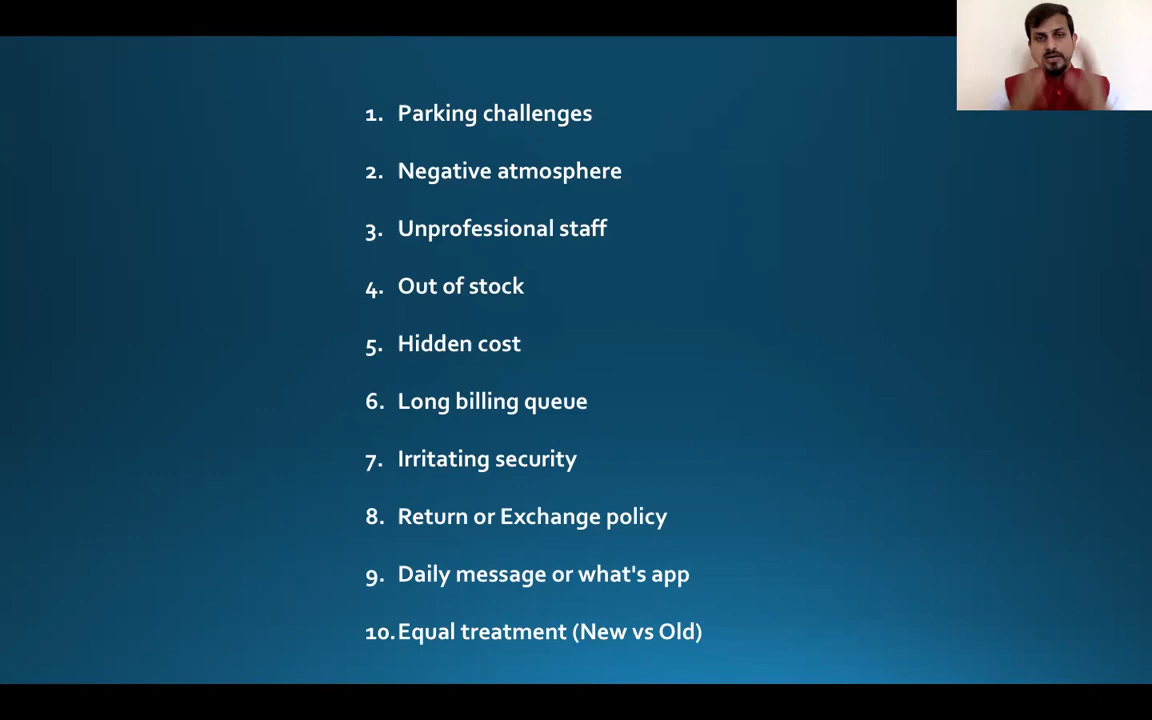 1. Parking challenges
2. Negative atmosphere
3. Unprofessional staff
4. Out of stock
5. Hidden cost
6. Long billing queue
7. Irritating security
8. Return or Exchange policy
9. Daily message or what's app
10. Equal treatment (New vs Old)